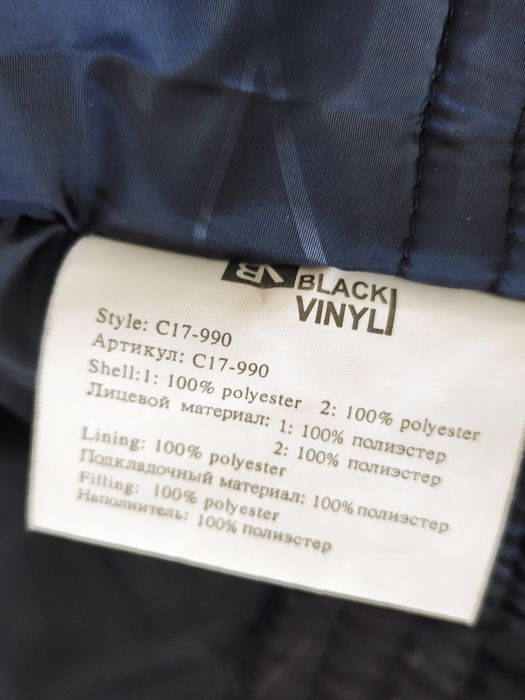 VB BLACK
VINYL
Style: C17-990
Артикул: C17-990
Shell:1: 100% polyester 2: 100% polyester
Лицевой материал: 1: 100% полиэстер
2: 100% полиэстер
Lining: 100% polyester
Подкладочный материал: 100% полиэстер
Filling: 100% polyester
Наполнитель: 100% полиэстер